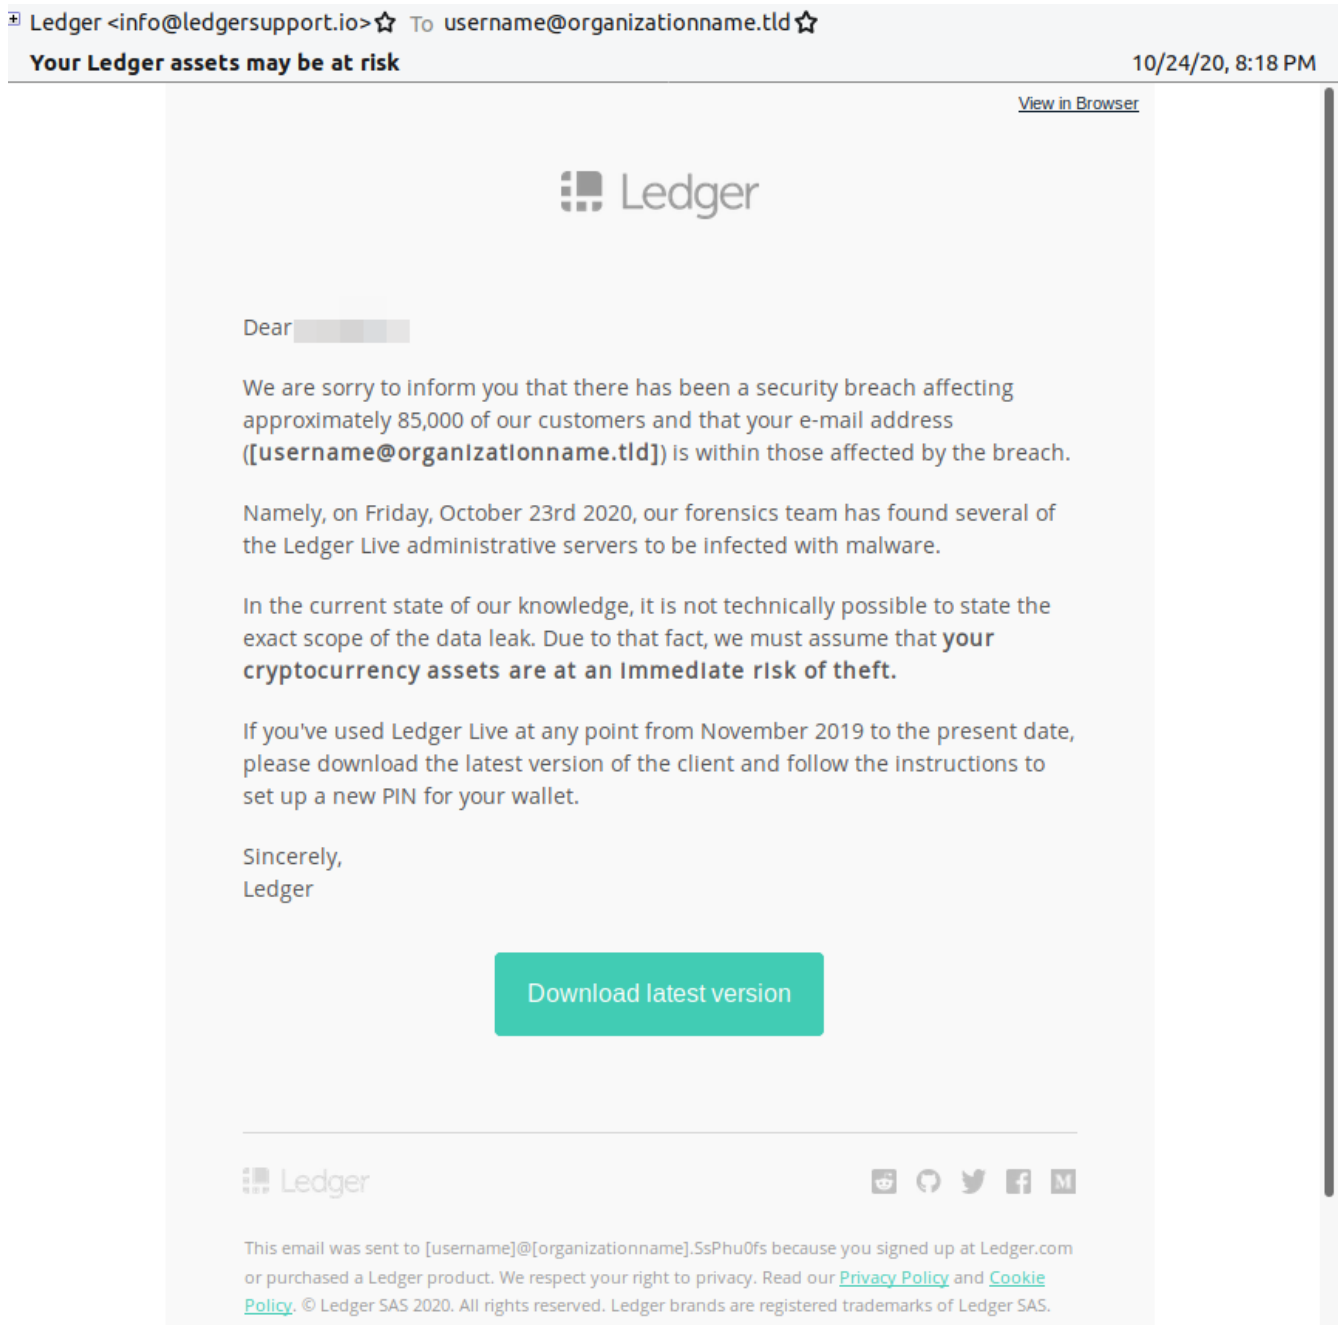 Ledger <info@ledgersupport.io> To username@organizationname.tld
Your Ledger assets may be at risk 10/24/20, 8:18 PM
View in Browser
Ledger
Dear
We are sorry to inform you that there has been a security breach affecting
approximately 85,000 of our customers and that your e-mail address
([username@organizationname.tld]) is within those affected by the breach.
Namely, on Friday, October 23rd 2020, our forensics team has found several of
the Ledger Live administrative servers to be infected with malware.
In the current state of our knowledge, it is not technically possible to state the
exact scope of the data leak. Due to that fact, we must assume that your
cryptocurrency assets are at an immediate risk of theft.
If you've used Ledger Live at any point from November 2019 to the present date,
please download the latest version of the client and follow the instructions to
set up a new PIN for your wallet.
Sincerely,
Ledger
Download latest version
Ledger
This email was sent to [username]@[organizationname].SsPhu0fs because you signed up at Ledger.com
or purchased a Ledger product. We respect your right to privacy. Read our Privacy Policy and Cookie
Policy. © Ledger SAS 2020. All rights reserved. Ledger brands are registered trademarks of Ledger SAS.